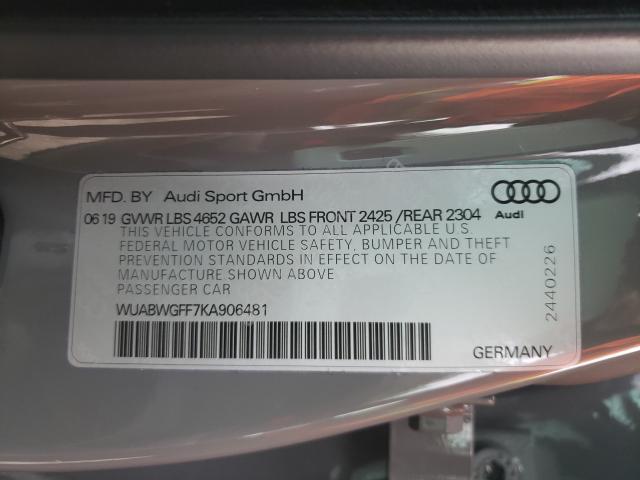 MFD. BY Audi Sport GmbH
06 19 GVWR LBS 4652 GAWR LBS FRONT 2425 /REAR 2304
Audi
THIS VEHICLE CONFORMS TO ALL APPLICABLE U.S.
FEDERAL MOTOR VEHICLE SAFETY, BUMPER AND THEFT
PREVENTION STANDARDS IN EFFECT ON THE DATE OF
MANUFACTURE SHOWN ABOVE
PASSENGER CAR
WUABWGFF7KA906481
2440226
GERMANY